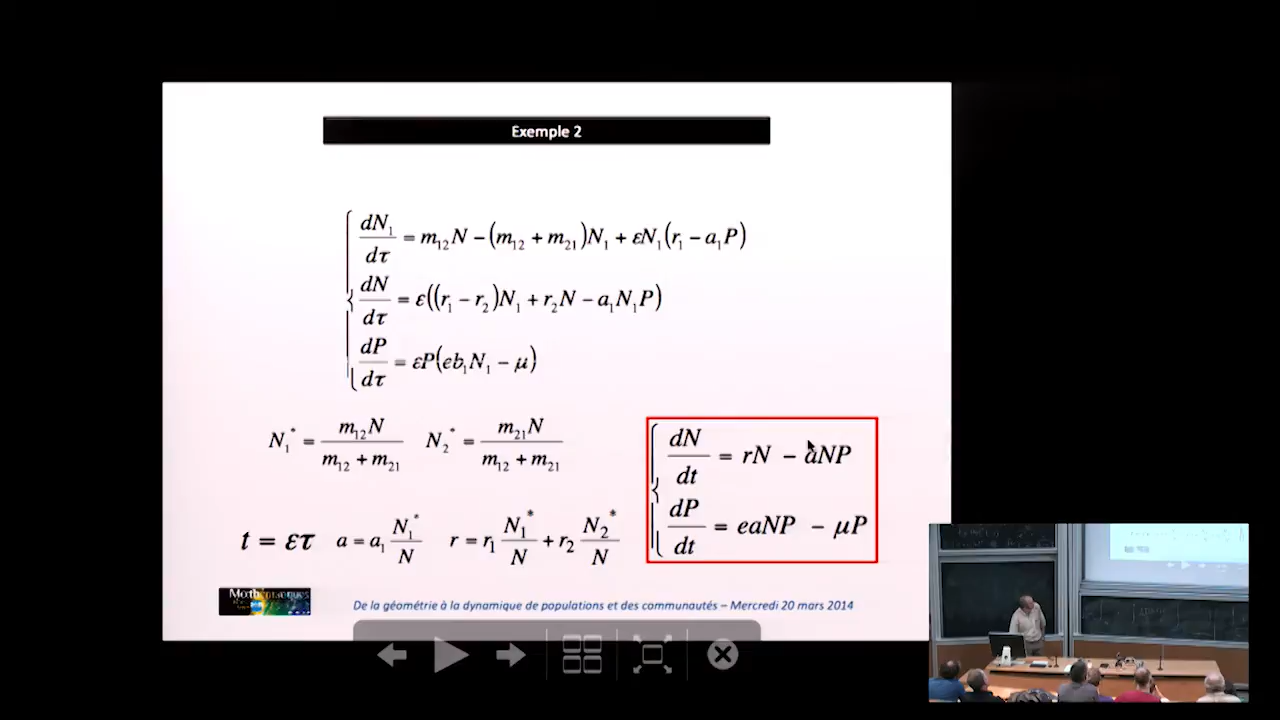 Exemple 2
dN₁/dτ = m₁₂N − (m₁₂ + m₂₁)N₁ + εN₁(r₁ − a₁P)
dN/dτ = ε((r₁ − r₂)N₁ + r₂N − a₁N₁P)
dP/dτ = εP(eb₁N₁ − μ)
N₁* = m₁₂N/(m₁₂ + m₂₁) N₂* = m₂₁N/(m₁₂ + m₂₁)
dN/dt = rN − aNP
dP/dt = eaNP − μP
t = ετ a = a₁ N₁*/N r = r₁ N₁*/N + r₂ N₂*/N
De la géométrie à la dynamique de populations et des communautés – Mercredi 20 mars 2014